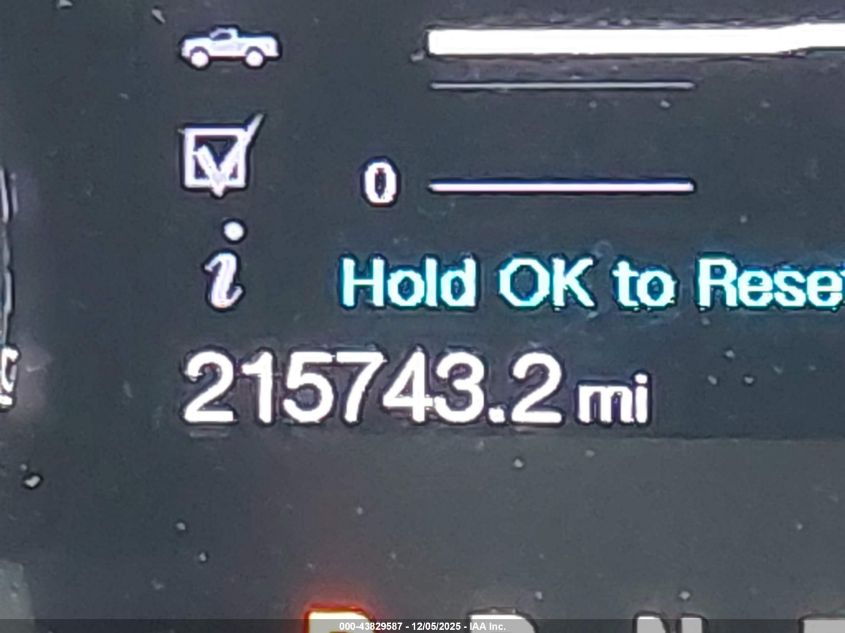 0
Hold OK to Reset
215743.2 mi
000-43829587 - 12/05/2025 - IAA Inc.